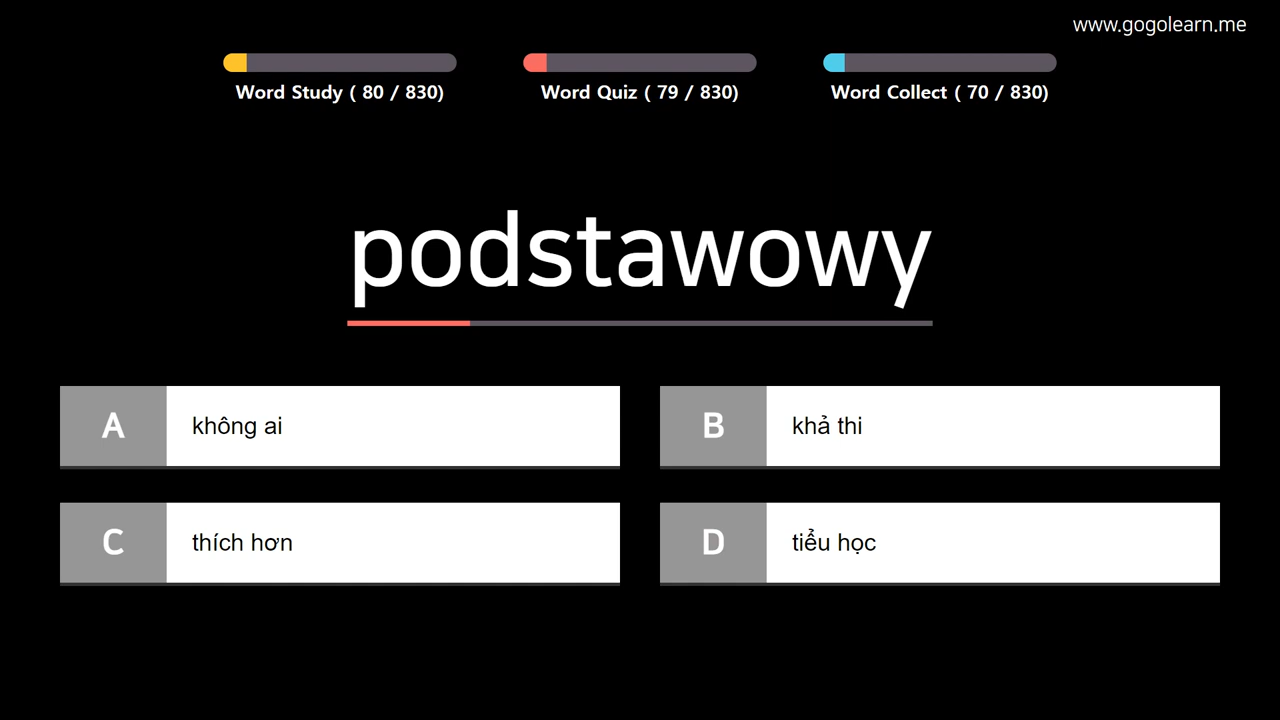 www.gogolearn.me
Word Study ( 80 / 830)
Word Quiz ( 79 / 830)
Word Collect ( 70 / 830)
podstawowy
A không ai
B khả thi
C thích hơn
D tiểu học